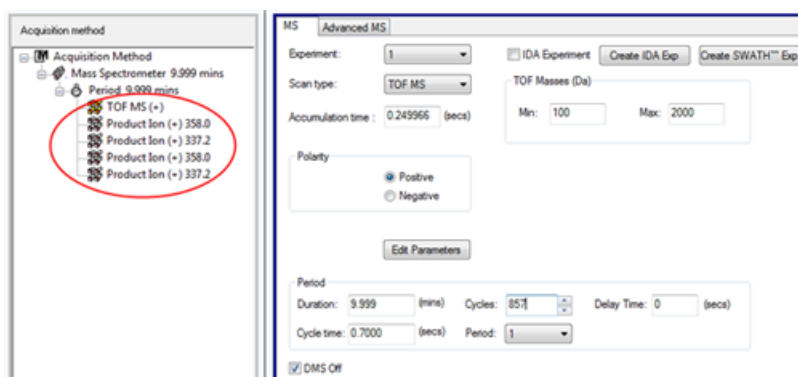 Acquisition method
Acquisition Method
Mass Spectrometer 9.999 mins
Period 9.999 mins
TOF MS (+)
Product Ion (+) 358.0
Product Ion (+) 337.2
Product Ion (+) 358.0
Product Ion (+) 337.2
MS Advanced MS
Experiment: 1 IDA Experiment Create IDA Exp Create SWATH™ Exp
Scan type: TOF MS TOF Masses (Da)
Accumulation time : 0.249966 (secs) Min: 100 Max: 2000
Polarity
Positive
Negative
Edit Parameters
Period
Duration: 9.999 (mins) Cycles: 857 Delay Time: 0 (secs)
Cycle time: 0.7000 (secs) Period: 1
DMS Off